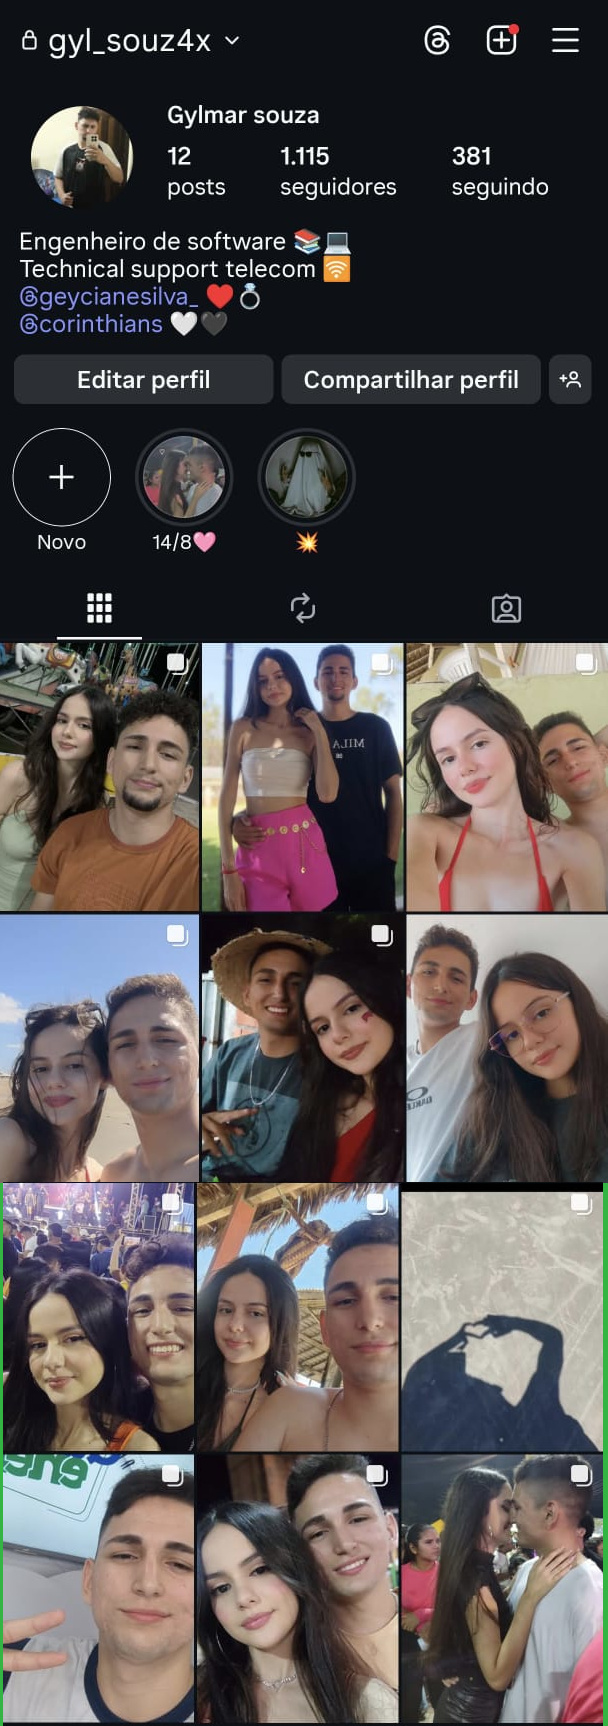 gyl_souz4x
Gylmar souza
12 1.115 381
posts seguidores seguindo
Engenheiro de software 📚💻
Technical support telecom 🛜
@geycianesilva_ ❤️💍
@corinthians 🤍🖤
Editar perfil Compartilhar perfil
Novo 14/8🩷 💥
MILA